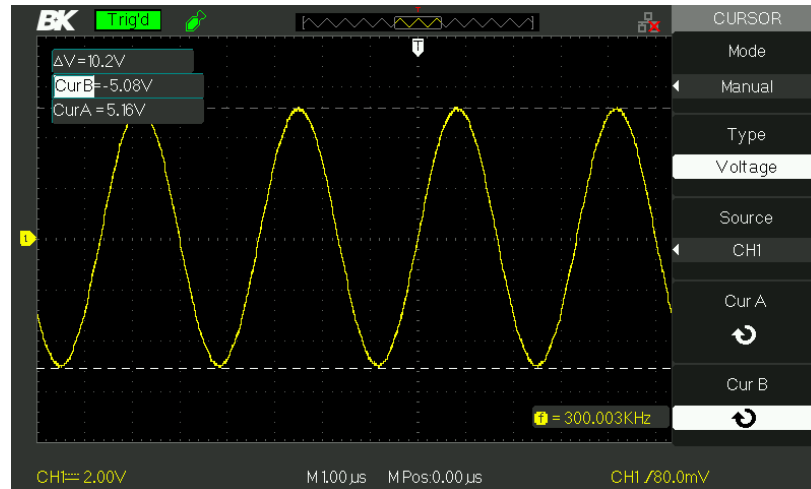 BK Trig'd CURSOR
T
Mode
ΔV=10.2V
CurB=-5.08V
Manual
CurA=5.16V
Type
Voltage
Source
1
CH1
Cur A
Cur B
f = 300.003KHz
CH1 2.00V M 1.00μs M Pos:0.00μs CH1 /80.0mV